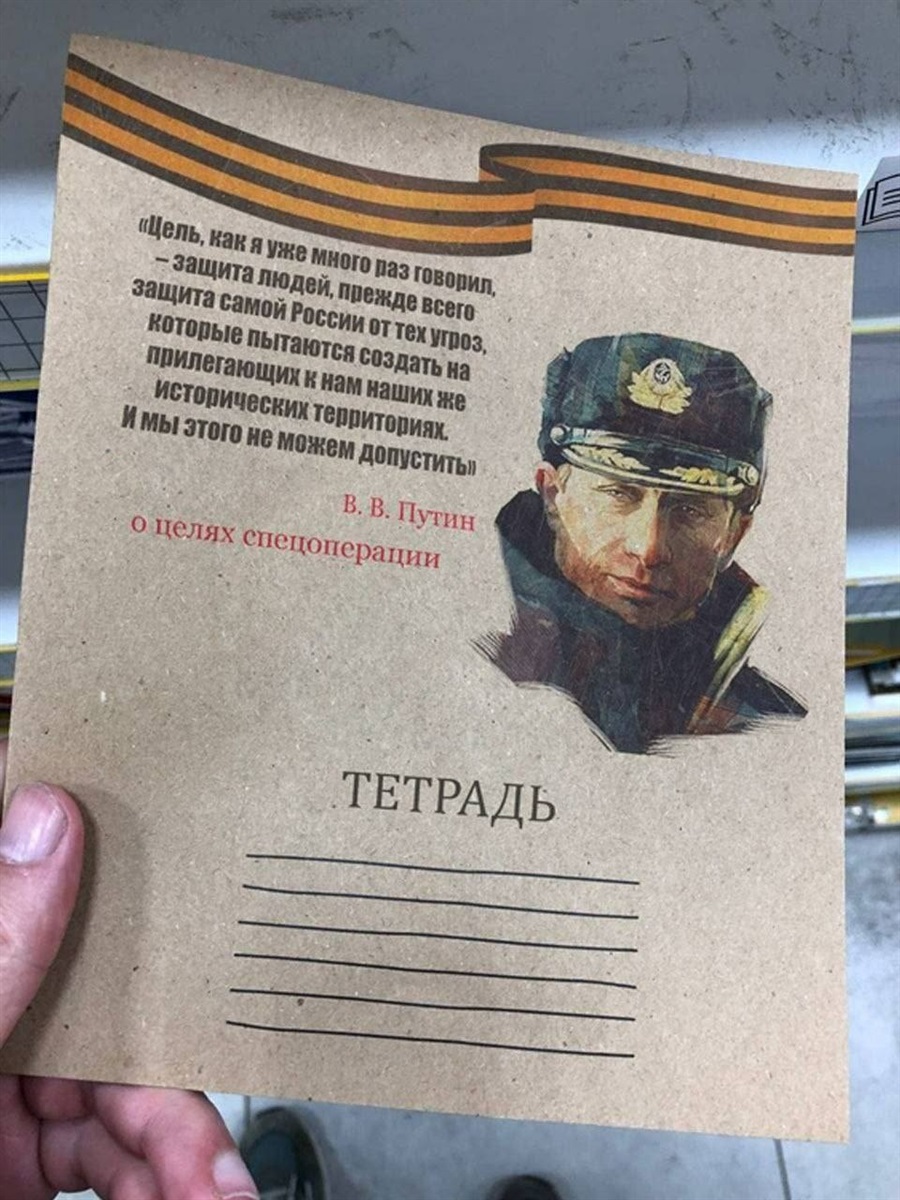 «Цель, как я уже много раз говорил,
– защита людей, прежде всего
защита самой России от тех угроз,
которые пытаются создать на
прилегающих к нам наших же
исторических территориях.
И мы этого не можем допустить»
В. В. Путин
о целях спецоперации
ТЕТРАДЬ